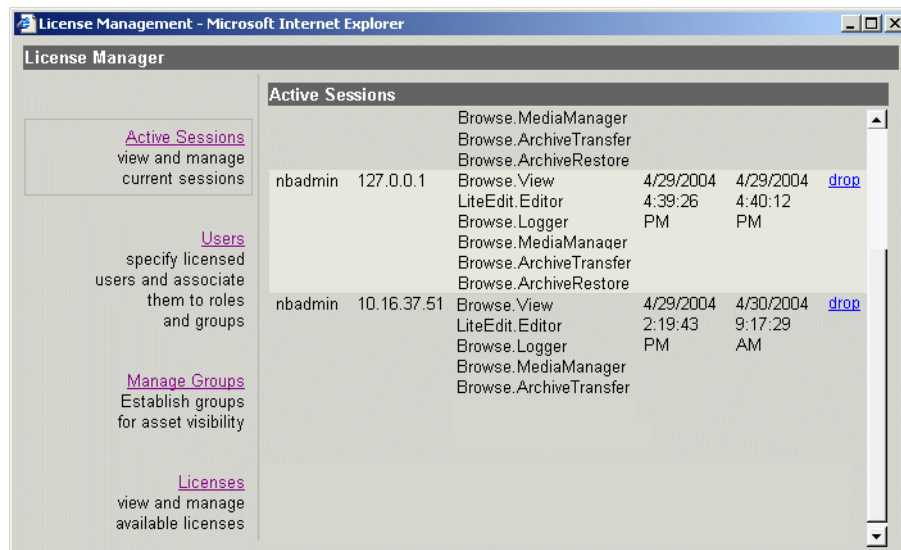 License Management - Microsoft Internet Explorer
License Manager
Active Sessions
view and manage
current sessions
Users
specify licensed
users and associate
them to roles
and groups
Manage Groups
Establish groups
for asset visibility
Licenses
view and manage
available licenses
Active Sessions
Browse.MediaManager
Browse.ArchiveTransfer
Browse.ArchiveRestore
nbadmin 127.0.0.1 Browse.View 4/29/2004 4/29/2004 drop
LiteEdit.Editor 4:39:26 4:40:12
Browse.Logger PM PM
Browse.MediaManager
Browse.ArchiveTransfer
Browse.ArchiveRestore
nbadmin 10.16.37.51 Browse.View 4/29/2004 4/30/2004 drop
LiteEdit.Editor 2:19:43 9:17:29
Browse.Logger PM AM
Browse.MediaManager
Browse.ArchiveTransfer